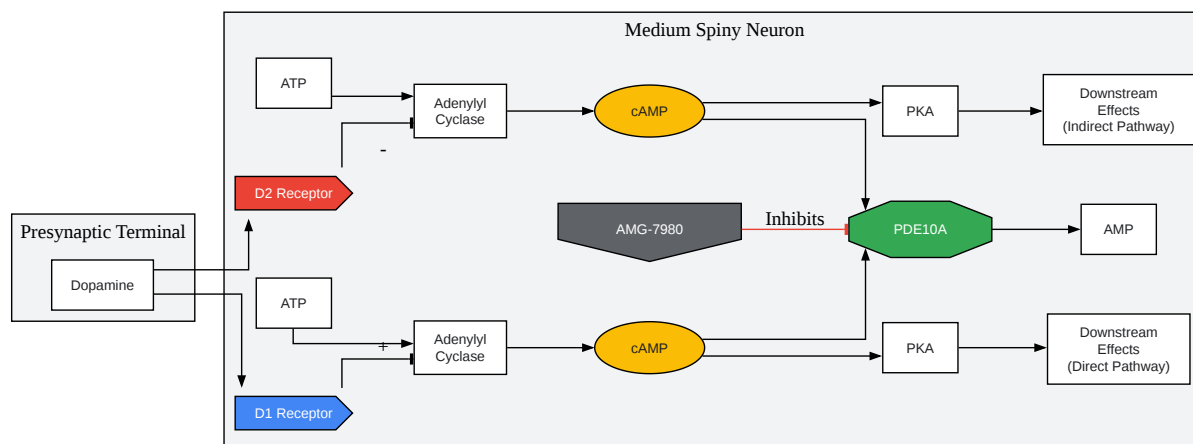 Medium Spiny Neuron
ATP
Adenylyl
Cyclase
cAMP
PKA
Downstream
Effects
(Indirect Pathway)
-
D2 Receptor
Presynaptic Terminal
Dopamine
AMG-7980
Inhibits
PDE10A
AMP
ATP
+
Adenylyl
Cyclase
cAMP
PKA
Downstream
Effects
(Direct Pathway)
D1 Receptor